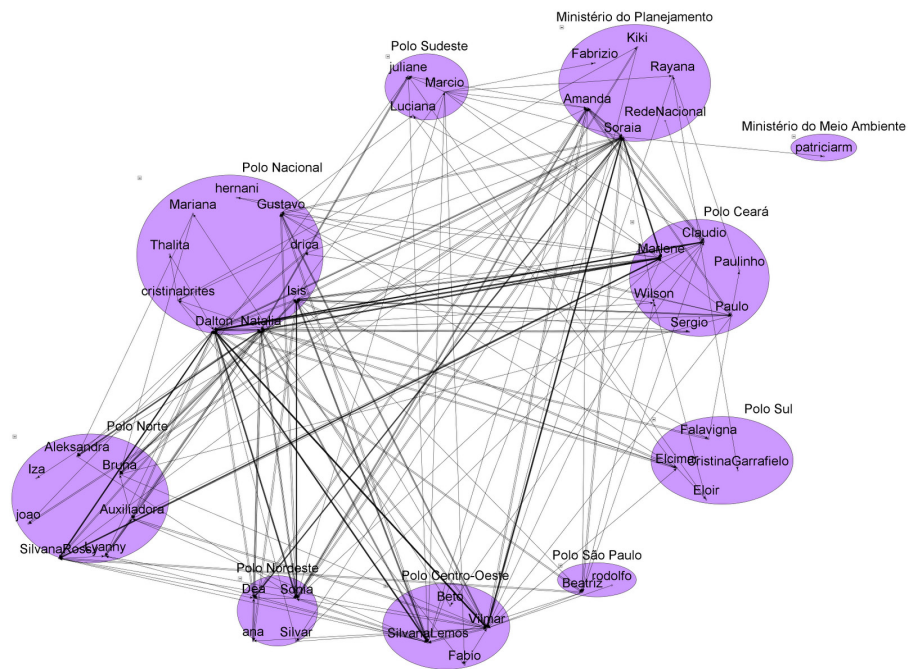 Ministério do Planejamento
Kiki
Fabrizio
Rayana
Amanda
RedeNacional
Soraia
Polo Sudeste
juliane
Marcio
Luciana
Ministério do Meio Ambiente
patriciarm
Polo Nacional
hernani
Mariana
Gustavo
Thalita
drica
cristinabrites
Isis
Dalton
Natalia
Polo Ceará
Claudio
Marlene
Paulinho
Wilson
Paulo
Sergio
Polo Norte
Aleksandra
Iza
Bruna
joao
Auxiliadora
SilvanaRossy
Lyanny
Polo Sul
Falavigna
Elcimar
CristinaGarrafielo
Eloir
Polo Nordeste
Dea
Sonia
ana
Silvar
Polo Centro-Oeste
Beto
Vilmar
SilvanaLemos
Fabio
Polo São Paulo
rodolfo
Beatriz